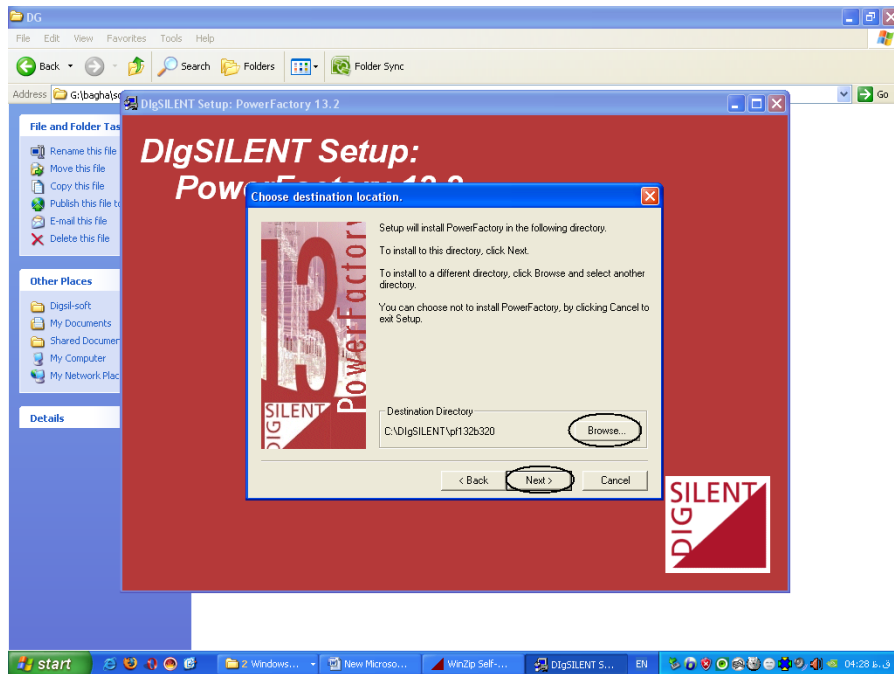 DG
File Edit View Favorites Tools Help
Back Search Folders Folder Sync
Address G:\bagha\ Go
DIgSILENT Setup: PowerFactory 13.2
File and Folder Tas
Rename this file
Move this file
Copy this file
Publish this file to
E-mail this file
Delete this file
Other Places
Digsil-soft
My Documents
Shared Documen
My Computer
My Network Plac
Details
DIgSILENT Setup:
PowerFactory 13.2
Choose destination location.
13
PowerFactory
DIG
SILENT
Setup will install PowerFactory in the following directory.
To install to this directory, click Next.
To install to a different directory, click Browse and select another
directory.
You can choose not to install PowerFactory, by clicking Cancel to
exit Setup.
Destination Directory
C:\DIgSILENT\pf132b320
Browse...
< Back Next > Cancel
DIG
SILENT
start 2 Windows... New Microso... WinZip Self-... DIgSILENT S... EN 04:28